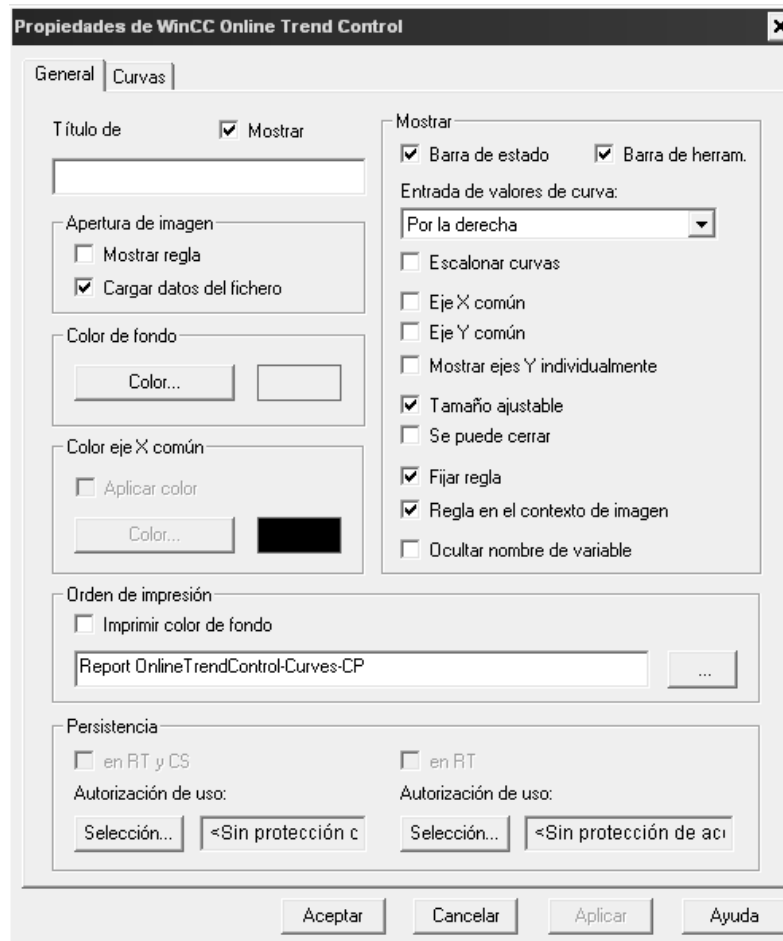 Propiedades de WinCC Online Trend Control
General
Curvas
Título de
Mostrar
Apertura de imagen
Mostrar regla
Cargar datos del fichero
Color de fondo
Color...
Color eje X común
Aplicar color
Color...
Mostrar
Barra de estado
Barra de herram.
Entrada de valores de curva:
Por la derecha
Escalonar curvas
Eje X común
Eje Y común
Mostrar ejes Y individualmente
Tamaño ajustable
Se puede cerrar
Fijar regla
Regla en el contexto de imagen
Ocultar nombre de variable
Orden de impresión
Imprimir color de fondo
Report OnlineTrendControl-Curves-CP
...
Persistencia
en RT y CS
Autorización de uso:
Selección...
<Sin protección c
en RT
Autorización de uso:
Selección...
<Sin protección de ac
Aceptar
Cancelar
Aplicar
Ayuda